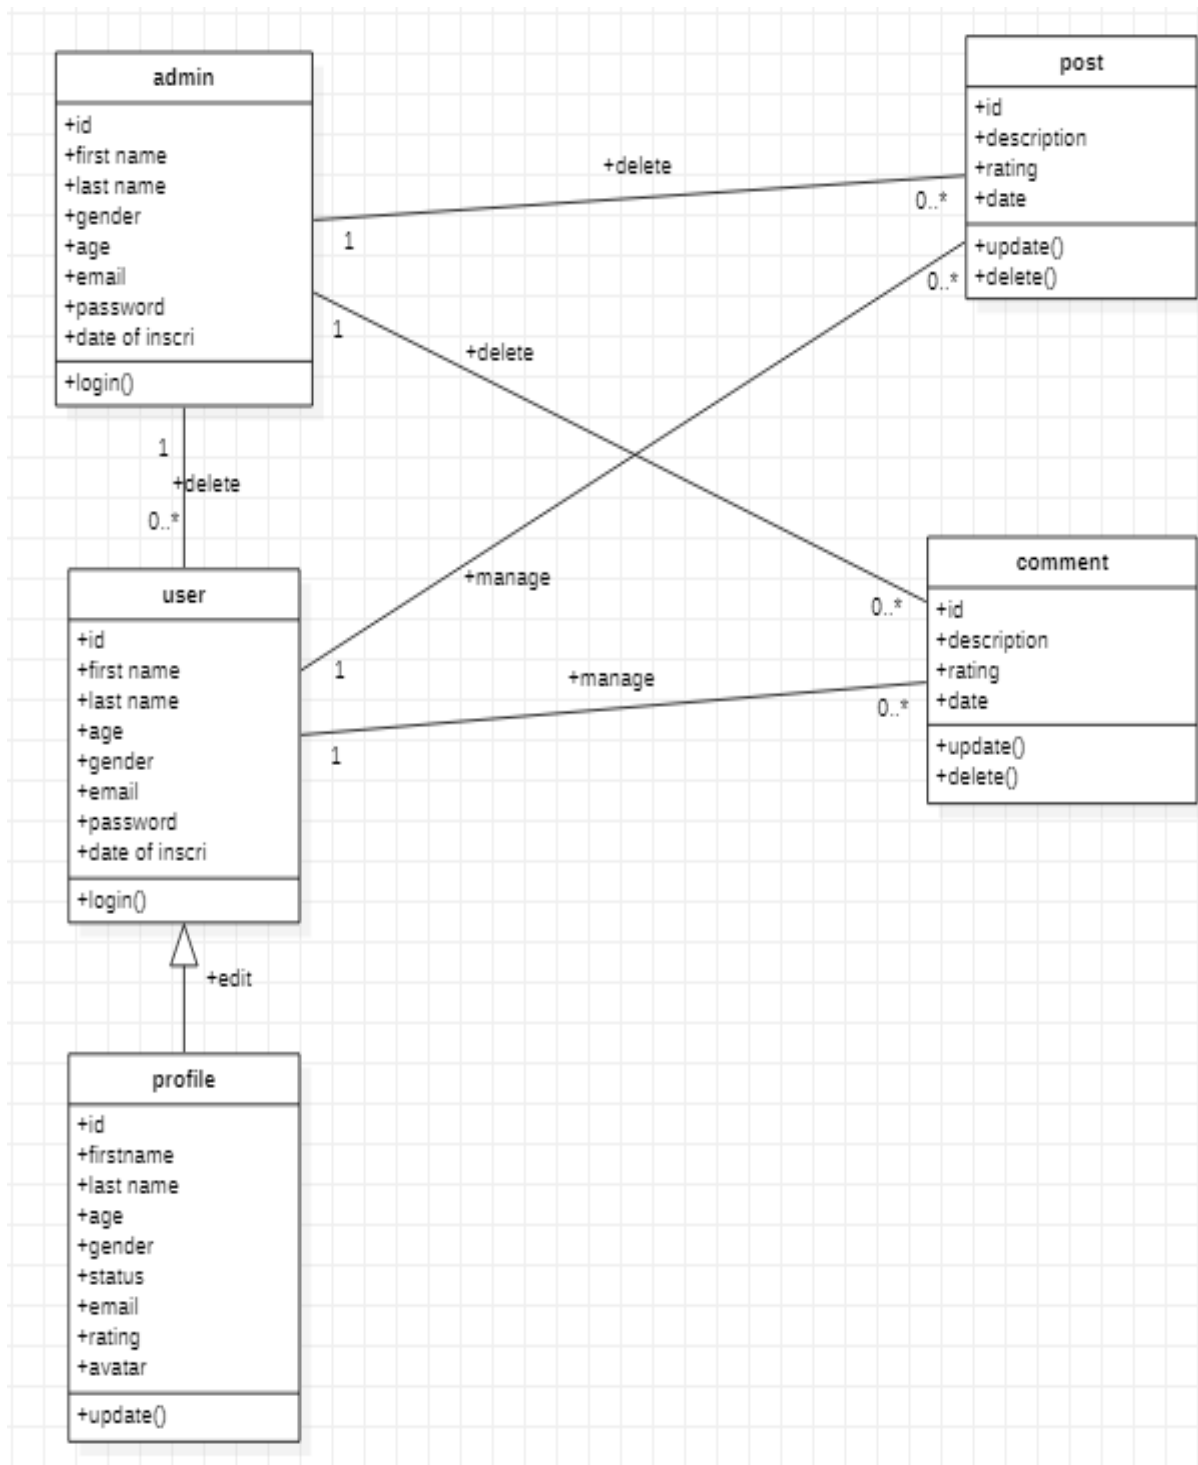 admin
+id
+first name
+last name
+gender
+age
+email
+password
+date of inscri
+login()
post
+id
+description
+rating
+date
+update()
+delete()
+delete
1
0..*
+delete
1
0..*
1
+delete
0..*
+manage
1
0..*
+manage
1
0..*
user
+id
+first name
+last name
+age
+gender
+email
+password
+date of inscri
+login()
comment
+id
+description
+rating
+date
+update()
+delete()
+edit
profile
+id
+firstname
+last name
+age
+gender
+status
+email
+rating
+avatar
+update()